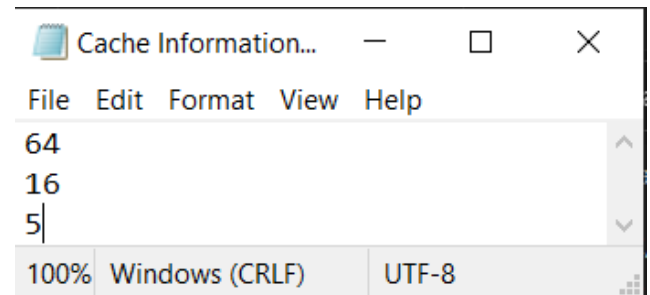 Cache Information...
File Edit Format View Help
64
16
5
100% Windows (CRLF) UTF-8